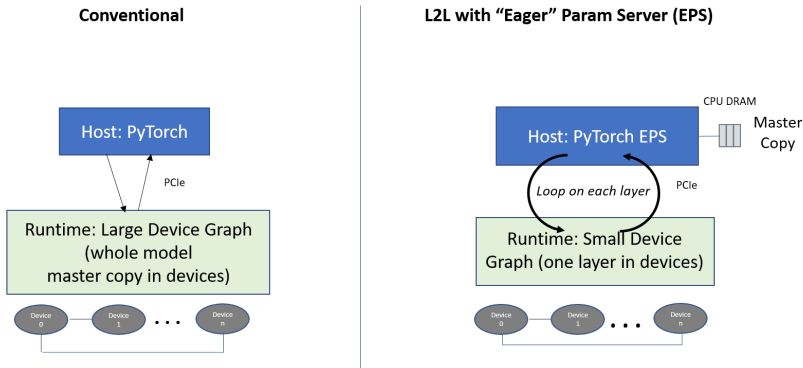 Conventional
Host: PyTorch
PCIe
Runtime: Large Device Graph
(whole model
master copy in devices)
Device
0
Device
1
. . .
Device
n
L2L with “Eager” Param Server (EPS)
CPU DRAM
Host: PyTorch EPS
Master
Copy
Loop on each layer
PCIe
Runtime: Small Device
Graph (one layer in devices)
Device
0
Device
1
. . .
Device
n